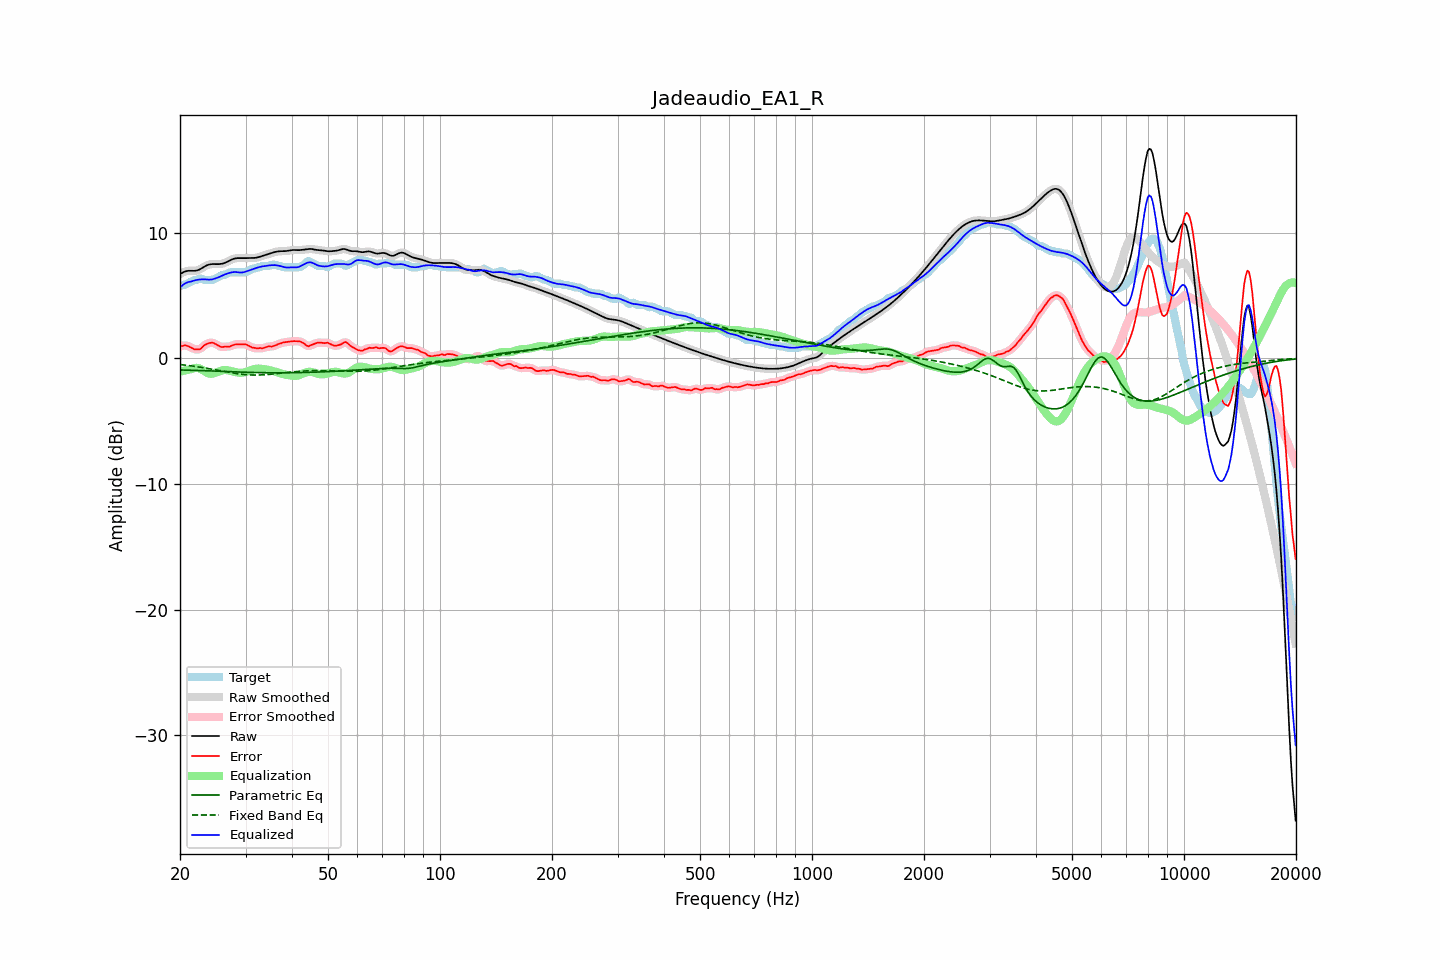 Jadeaudio_EA1_R
Amplitude (dBr)
10
0
−10
−20
−30
Target
Raw Smoothed
Error Smoothed
Raw
Error
Equalization
Parametric Eq
Fixed Band Eq
Equalized
20 50 100 200 500 1000 2000 5000 10000 20000
Frequency (Hz)